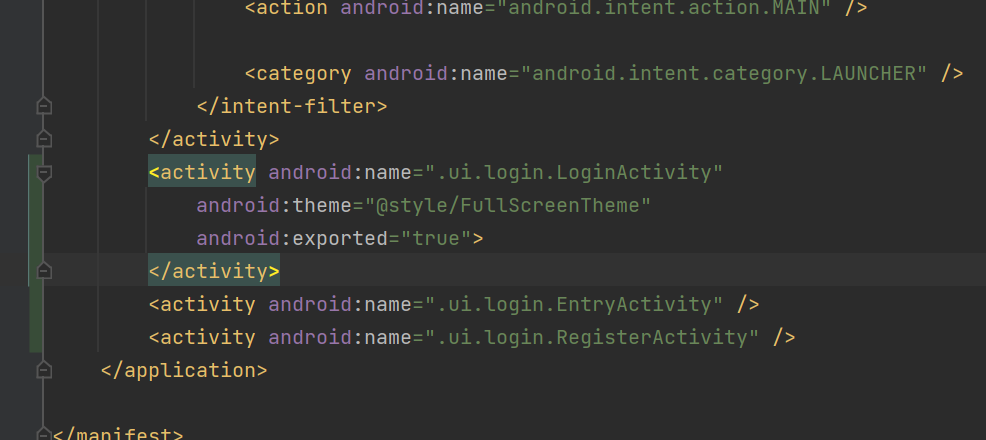 <action android:name="android.intent.action.MAIN" />
<category android:name="android.intent.category.LAUNCHER" />
</intent-filter>
</activity>
<activity android:name=".ui.login.LoginActivity"
android:theme="@style/FullScreenTheme"
android:exported="true">
</activity>
<activity android:name=".ui.login.EntryActivity" />
<activity android:name=".ui.login.RegisterActivity" />
</application>
</manifest>